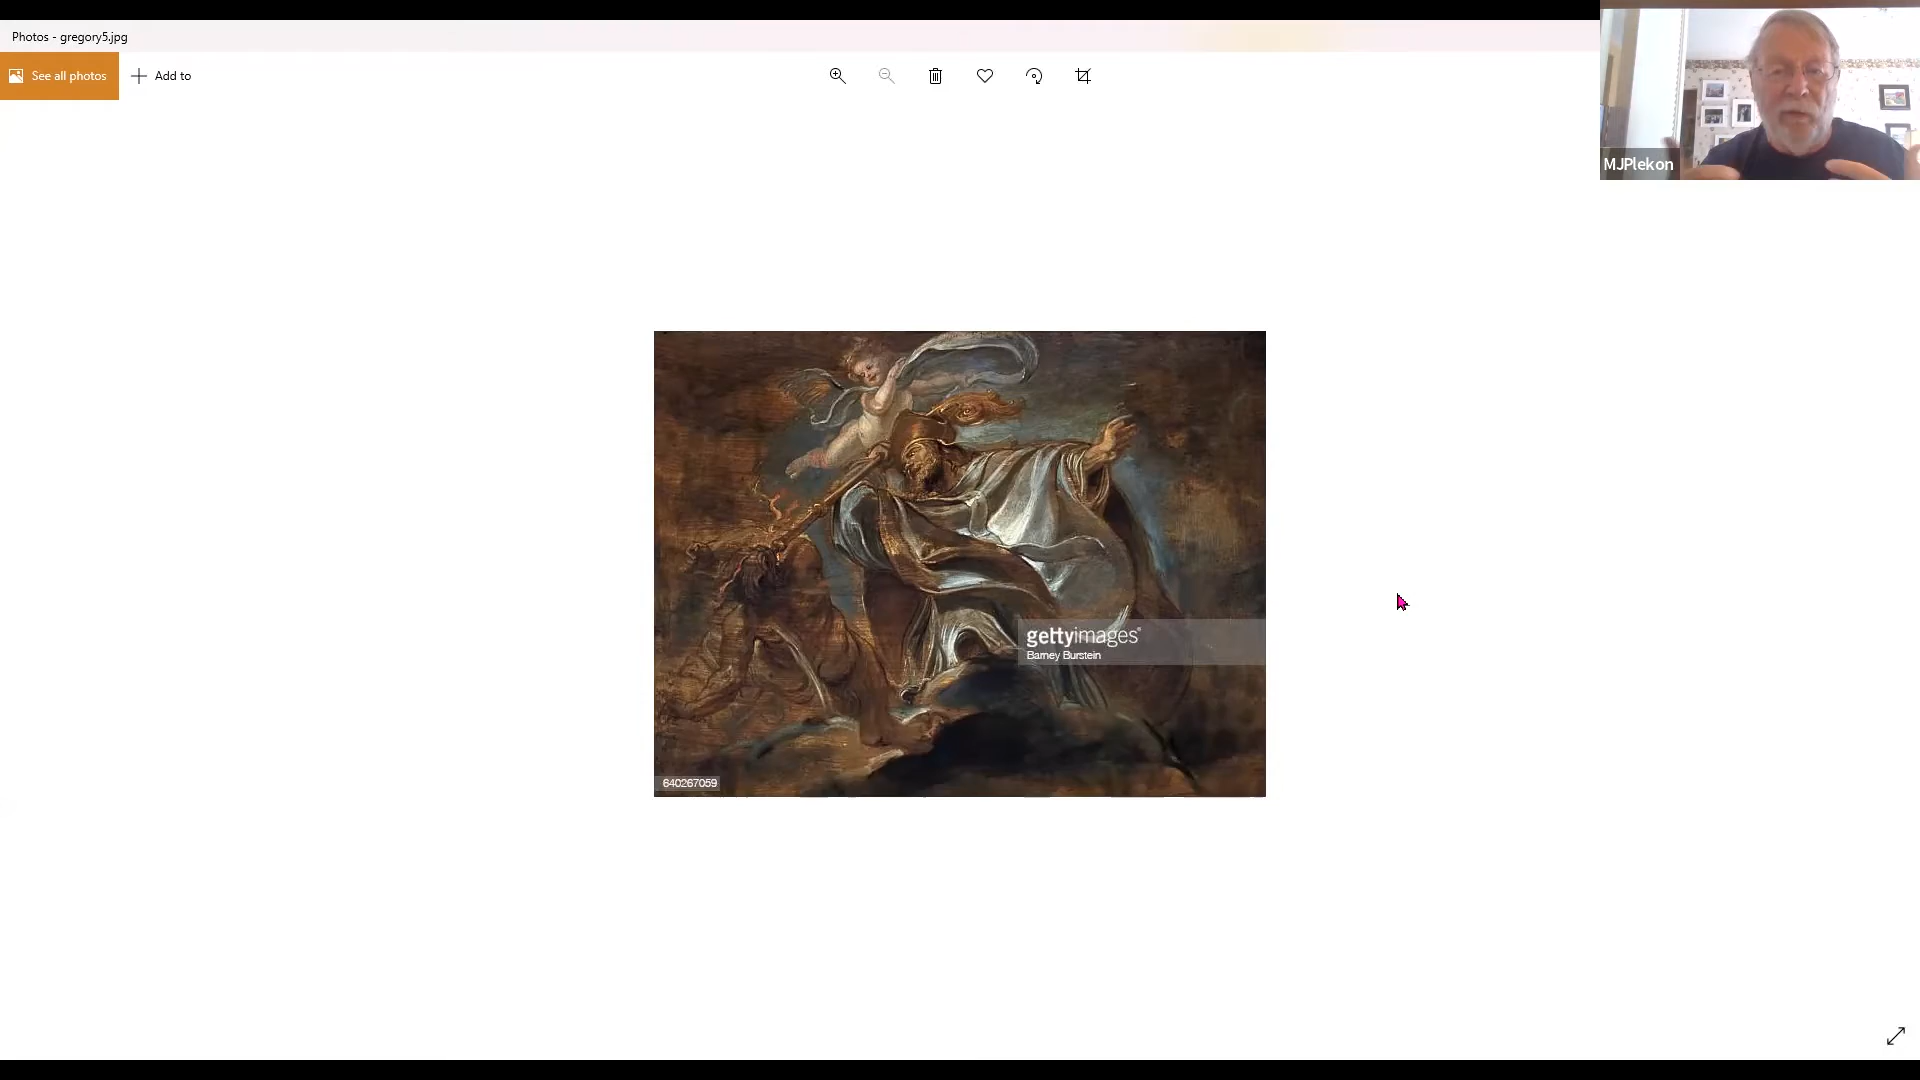 Photos - gregory5.jpg
See all photos
Add to
MJPlekon
gettyimages®
Barney Burstein
640267059